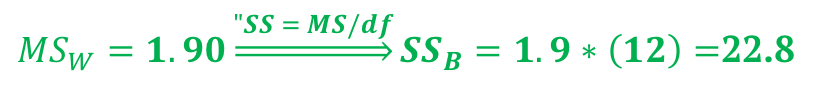 MS_W = 1.90 "SS = MS/df ⟹ SS_B = 1.9 * (12) =22.8